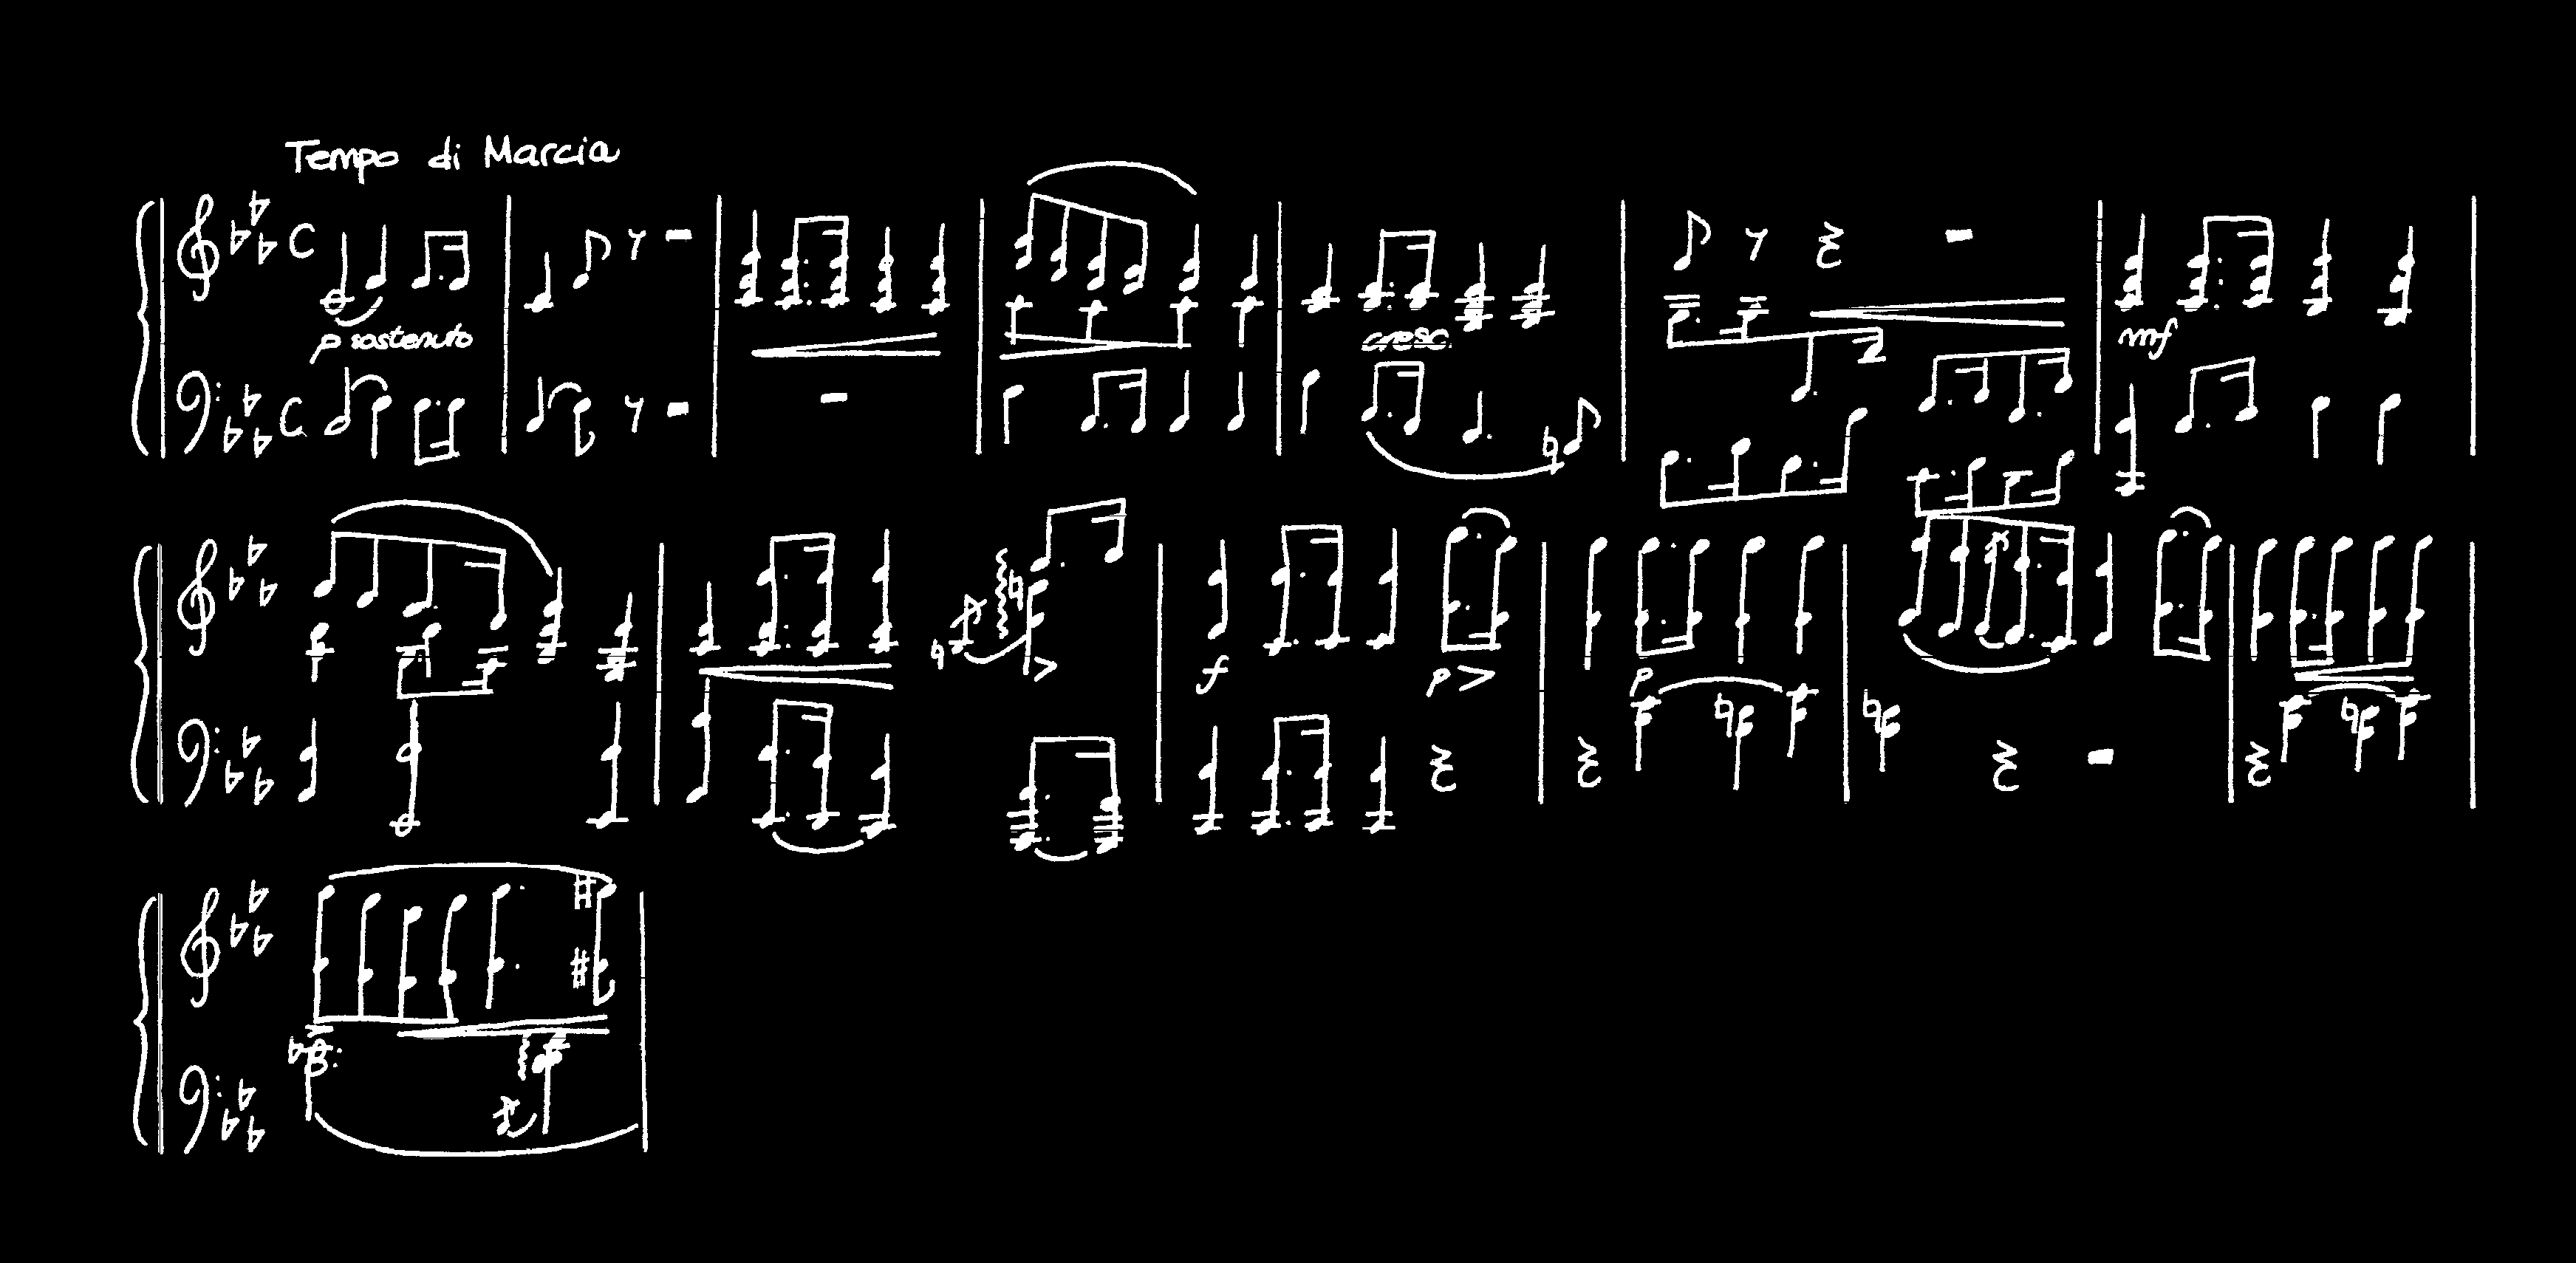 Tempo di Marcia
p sostenuto
cresc.
mf
f
p
p